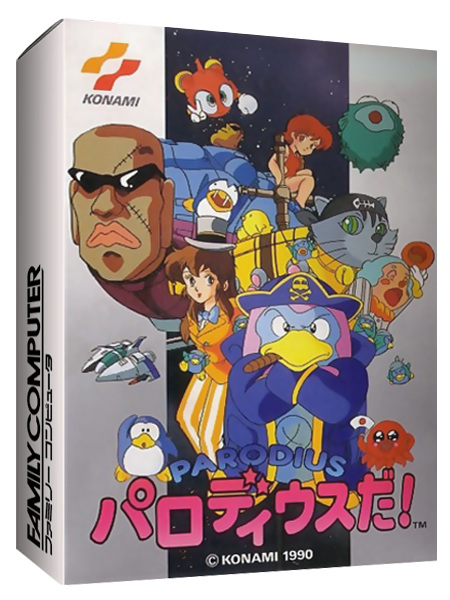 KONAMI
FAMILY COMPUTER
ファミリー コンピュータ
PARODIUS
パロディウスだ!
TM
© KONAMI 1990